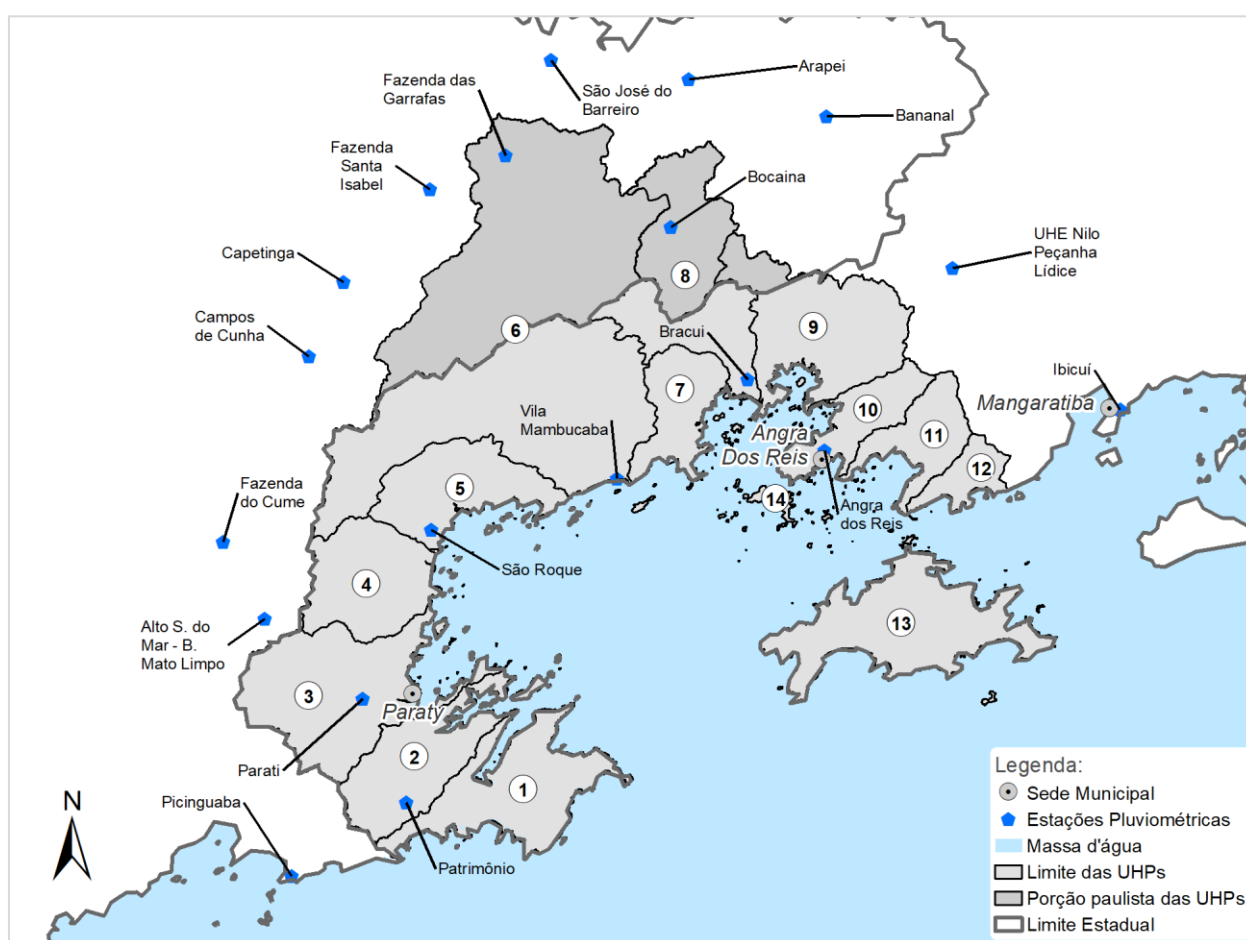 São José do
Barreiro
Arapei
Fazenda das
Garrafas
Bananal
Fazenda
Santa
Isabel
Bocaina
UHE Nilo
Peçanha
Lídice
Capetinga
8
Campos
de Cunha
6
Bracui
9
Ibicuí
Mangaratiba
7
10
Vila
Mambucaba
Angra
Dos Reis
11
12
5
14
Fazenda
do Cume
Angra
dos Reis
São Roque
4
Alto S. do
Mar - B.
Mato Limpo
13
3
Paraty
2
Parati
1
Picinguaba
Patrimônio
N
Legenda:
Sede Municipal
Estações Pluviométricas
Massa d'água
Limite das UHPs
Porção paulista das UHPs
Limite Estadual